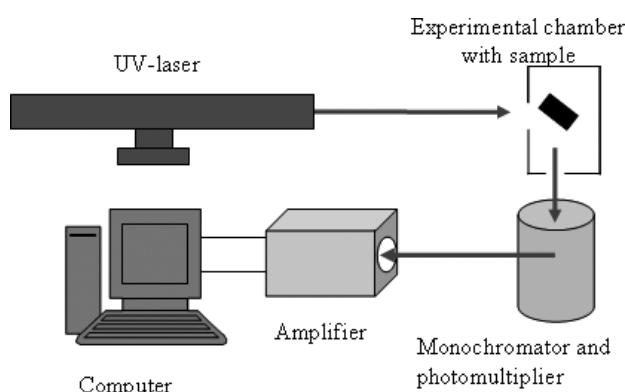 Experimental chamber
with sample
UV-laser
Amplifier
Monochromator and
photomultiplier
Computer